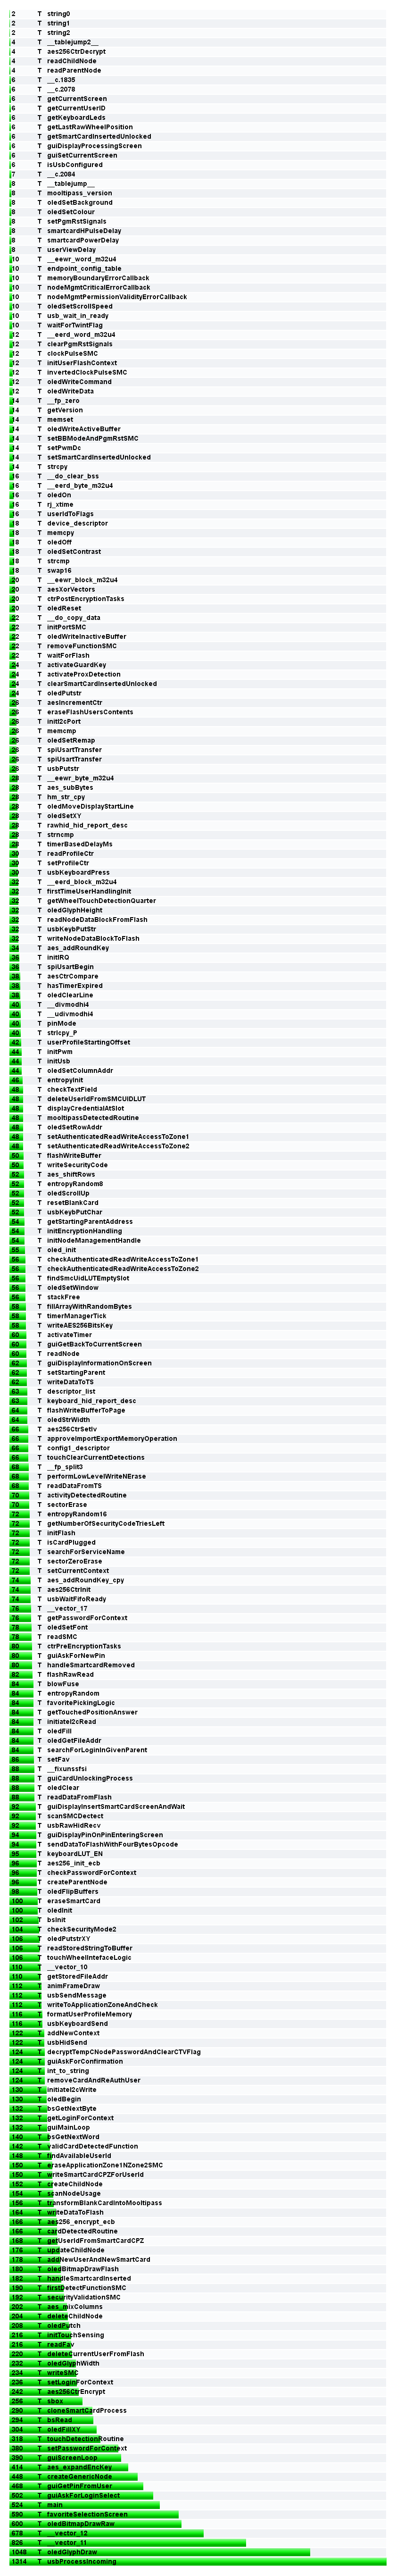 2 T string0
2 T string1
2 T string2
4 T __tablejump2__
4 T aes256CtrDecrypt
4 T readChildNode
4 T readParentNode
6 T __c.1835
6 T __c.2078
6 T getCurrentScreen
6 T getCurrentUserID
6 T getKeyboardLeds
6 T getLastRawWheelPosition
6 T getSmartCardInsertedUnlocked
6 T guiDisplayProcessingScreen
6 T guiSetCurrentScreen
6 T isUsbConfigured
7 T __c.2084
8 T __tablejump__
8 T mooltipass_version
8 T oledSetBackground
8 T oledSetColour
8 T setPgmRstSignals
8 T smartcardHPulseDelay
8 T smartcardPowerDelay
8 T userViewDelay
10 T __eewr_word_m32u4
10 T endpoint_config_table
10 T memoryBoundaryErrorCallback
10 T nodeMgmtCriticalErrorCallback
10 T nodeMgmtPermissionValidityErrorCallback
10 T oledSetScrollSpeed
10 T usb_wait_in_ready
10 T waitForTwintFlag
12 T __eerd_word_m32u4
12 T clearPgmRstSignals
12 T clockPulseSMC
12 T initUserFlashContext
12 T invertedClockPulseSMC
12 T oledWriteCommand
12 T oledWriteData
14 T __fp_zero
14 T getVersion
14 T memset
14 T oledWriteActiveBuffer
14 T setBBModeAndPgmRstSMC
14 T setPwmDc
14 T setSmartCardInsertedUnlocked
14 T strcpy
16 T __do_clear_bss
16 T __eerd_byte_m32u4
16 T oledOn
16 T rj_xtime
16 T userIdToFlags
18 T device_descriptor
18 T memcpy
18 T oledOff
18 T oledSetContrast
18 T strcmp
18 T swap16
20 T __eewr_block_m32u4
20 T aesXorVectors
20 T ctrPostEncryptionTasks
20 T oledReset
22 T __do_copy_data
22 T initPortSMC
22 T oledWriteInactiveBuffer
22 T removeFunctionSMC
22 T waitForFlash
24 T activateGuardKey
24 T activateProxDetection
24 T clearSmartCardInsertedUnlocked
24 T oledPutstr
26 T aesIncrementCtr
26 T eraseFlashUsersContents
26 T initI2cPort
26 T memcmp
26 T oledSetRemap
26 T spiUsartTransfer
26 T spiUsartTransfer
26 T usbPutstr
28 T __eewr_byte_m32u4
28 T aes_subBytes
28 T hm_str_cpy
28 T oledMoveDisplayStartLine
28 T oledSetXY
28 T rawhid_hid_report_desc
28 T strncmp
28 T timerBasedDelayMs
30 T readProfileCtr
30 T setProfileCtr
30 T usbKeyboardPress
32 T __eerd_block_m32u4
32 T firstTimeUserHandlingInit
32 T getWheelTouchDetectionQuarter
32 T oledGlyphHeight
32 T readNodeDataBlockFromFlash
32 T usbKeybPutStr
32 T writeNodeDataBlockToFlash
34 T aes_addRoundKey
36 T initIRQ
36 T spiUsartBegin
38 T aesCtrCompare
38 T hasTimerExpired
38 T oledClearLine
40 T __divmodhi4
40 T __udivmodhi4
40 T pinMode
40 T strlcpy_P
42 T userProfileStartingOffset
44 T initPwm
44 T initUsb
44 T oledSetColumnAddr
46 T entropyInit
48 T checkTextField
48 T deleteUserIdFromSMCUIDLUT
48 T displayCredentialAtSlot
48 T mooltipassDetectedRoutine
48 T oledSetRowAddr
48 T setAuthenticatedReadWriteAccessToZone1
48 T setAuthenticatedReadWriteAccessToZone2
50 T flashWriteBuffer
50 T writeSecurityCode
52 T aes_shiftRows
52 T entropyRandom8
52 T oledScrollUp
52 T resetBlankCard
52 T usbKeybPutChar
54 T getStartingParentAddress
54 T initEncryptionHandling
54 T initNodeManagementHandle
55 T oled_init
56 T checkAuthenticatedReadWriteAccessToZone1
56 T checkAuthenticatedReadWriteAccessToZone2
56 T findSmcUidLUTEmptySlot
56 T oledSetWindow
56 T stackFree
58 T fillArrayWithRandomBytes
58 T timerManagerTick
58 T writeAES256BitsKey
60 T activateTimer
60 T guiGetBackToCurrentScreen
60 T readNode
62 T guiDisplayInformationOnScreen
62 T setStartingParent
62 T writeDataToTS
63 T descriptor_list
63 T keyboard_hid_report_desc
64 T flashWriteBufferToPage
64 T oledStrWidth
66 T aes256CtrSetIv
66 T approveImportExportMemoryOperation
66 T config1_descriptor
66 T touchClearCurrentDetections
68 T __fp_split3
68 T performLowLevelWriteNErase
68 T readDataFromTS
70 T activityDetectedRoutine
70 T sectorErase
72 T entropyRandom16
72 T getNumberOfSecurityCodeTriesLeft
72 T initFlash
72 T isCardPlugged
72 T searchForServiceName
72 T sectorZeroErase
72 T setCurrentContext
74 T aes_addRoundKey_cpy
74 T aes256CtrInit
74 T usbWaitFifoReady
76 T __vector_17
76 T getPasswordForContext
78 T oledSetFont
78 T readSMC
80 T ctrPreEncryptionTasks
80 T guiAskForNewPin
80 T handleSmartcardRemoved
82 T flashRawRead
84 T blowFuse
84 T entropyRandom
84 T favoritePickingLogic
84 T getTouchedPositionAnswer
84 T initiateI2cRead
84 T oledFill
84 T oledGetFileAddr
84 T searchForLoginInGivenParent
86 T setFav
88 T __fixunssfsi
88 T guiCardUnlockingProcess
88 T oledClear
88 T readDataFromFlash
92 T guiDisplayInsertSmartCardScreenAndWait
92 T scanSMCDectect
92 T usbRawHidRecv
94 T guiDisplayPinOnPinEnteringScreen
94 T sendDataToFlashWithFourBytesOpcode
95 T keyboardLUT_EN
96 T aes256_init_ecb
96 T checkPasswordForContext
96 T createParentNode
98 T oledFlipBuffers
100 T eraseSmartCard
100 T oledInit
102 T bsInit
104 T checkSecurityMode2
106 T oledPutstrXY
106 T readStoredStringToBuffer
106 T touchWheelIntefaceLogic
110 T __vector_10
110 T getStoredFileAddr
112 T animFrameDraw
112 T usbSendMessage
112 T writeToApplicationZoneAndCheck
116 T formatUserProfileMemory
116 T usbKeyboardSend
122 T addNewContext
122 T usbHidSend
124 T decryptTempCNodePasswordAndClearCTVFlag
124 T guiAskForConfirmation
124 T int_to_string
124 T removeCardAndReAuthUser
130 T initiateI2cWrite
130 T oledBegin
132 T bsGetNextByte
132 T getLoginForContext
132 T guiMainLoop
140 T bsGetNextWord
142 T validCardDetectedFunction
148 T findAvailableUserId
150 T eraseApplicationZone1NZone2SMC
150 T writeSmartCardCPZForUserId
152 T createChildNode
154 T scanNodeUsage
156 T transformBlankCardIntoMooltipass
164 T writeDataToFlash
166 T aes256_encrypt_ecb
166 T cardDetectedRoutine
168 T getUserIdFromSmartCardCPZ
176 T updateChildNode
178 T addNewUserAndNewSmartCard
180 T oledBitmapDrawFlash
182 T handleSmartcardInserted
190 T firstDetectFunctionSMC
192 T securityValidationSMC
202 T aes_mixColumns
204 T deleteChildNode
208 T oledPutch
216 T initTouchSensing
216 T readFav
220 T deleteCurrentUserFromFlash
232 T oledGlyphWidth
234 T writeSMC
236 T setLoginForContext
242 T aes256CtrEncrypt
256 T sbox
290 T cloneSmartCardProcess
294 T bsRead
304 T oledFillXY
318 T touchDetectionRoutine
380 T setPasswordForContext
390 T guiScreenLoop
414 T aes_expandEncKey
448 T createGenericNode
468 T guiGetPinFromUser
502 T guiAskForLoginSelect
524 T main
590 T favoriteSelectionScreen
600 T oledBitmapDrawRaw
678 T __vector_12
826 T __vector_11
1048 T oledGlyphDraw
1314 T usbProcessIncoming